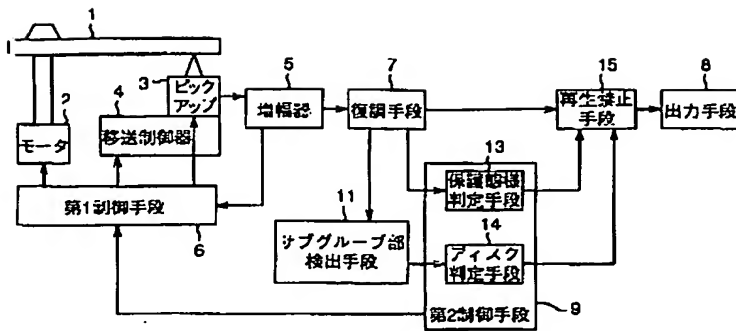 1
5
7
15
8
3
ピック
アップ
増幅器
復調手段
再生禁止
手段
出力手段
4
2
移送制御器
モータ
13
保護態様
判定手段
第1制御手段
11
6
サブグルーブ部
検出手段
14
ディスク
判定手段
第2制御手段
9